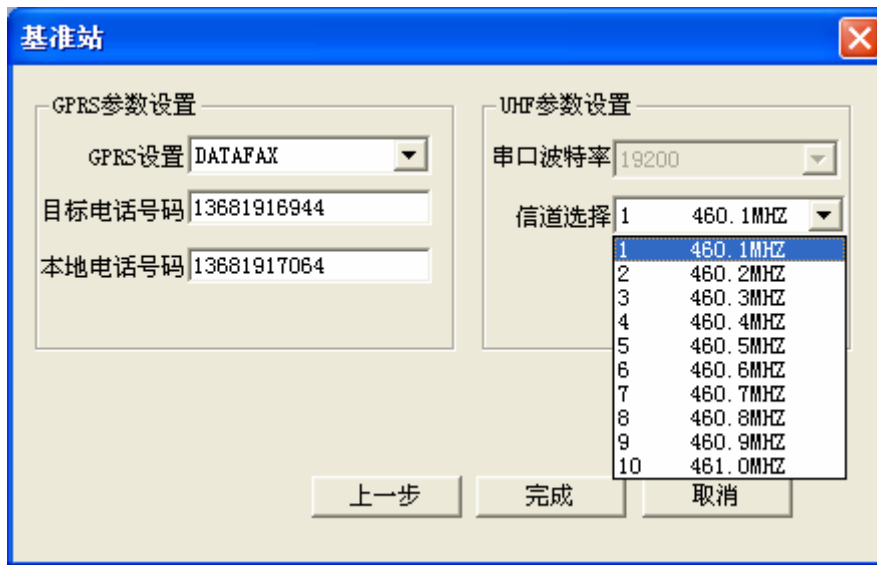 基准站
GPRS参数设置
GPRS设置 DATAFAX
目标电话号码 13681916944
本地电话号码 13681917064
UHF参数设置
串口波特率 19200
信道选择 1 460.1MHZ
1 460.1MHZ
2 460.2MHZ
3 460.3MHZ
4 460.4MHZ
5 460.5MHZ
6 460.6MHZ
7 460.7MHZ
8 460.8MHZ
9 460.9MHZ
10 461.0MHZ
上一步 完成 取消